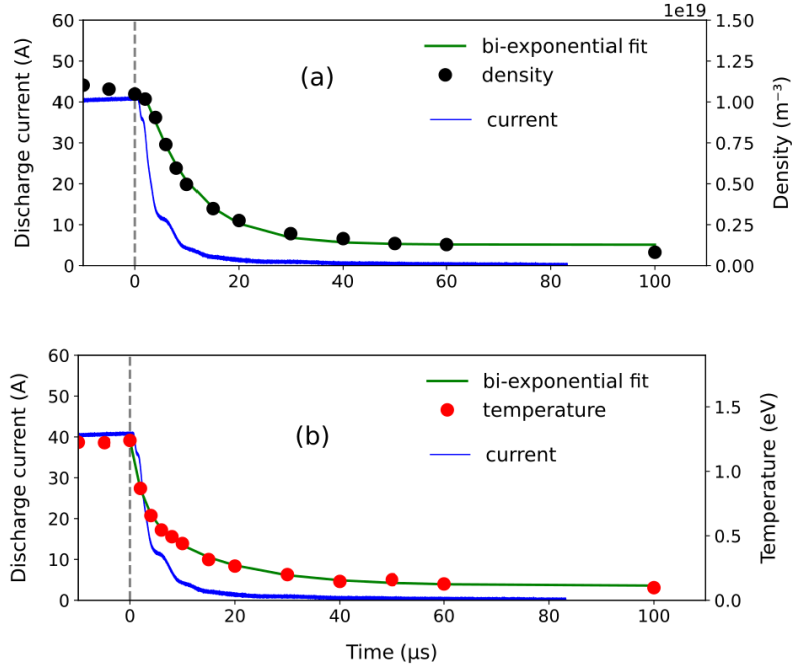 1e19
60
50
40
30
20
10
0
Discharge current (A)
(a)
bi-exponential fit
density
current
1.50
1.25
1.00
0.75
0.50
0.25
0.00
Density (m⁻³)
0 20 40 60 80 100
60
50
40
30
20
10
0
Discharge current (A)
(b)
bi-exponential fit
temperature
current
1.5
1.0
0.5
0.0
Temperature (eV)
0 20 40 60 80 100
Time (μs)